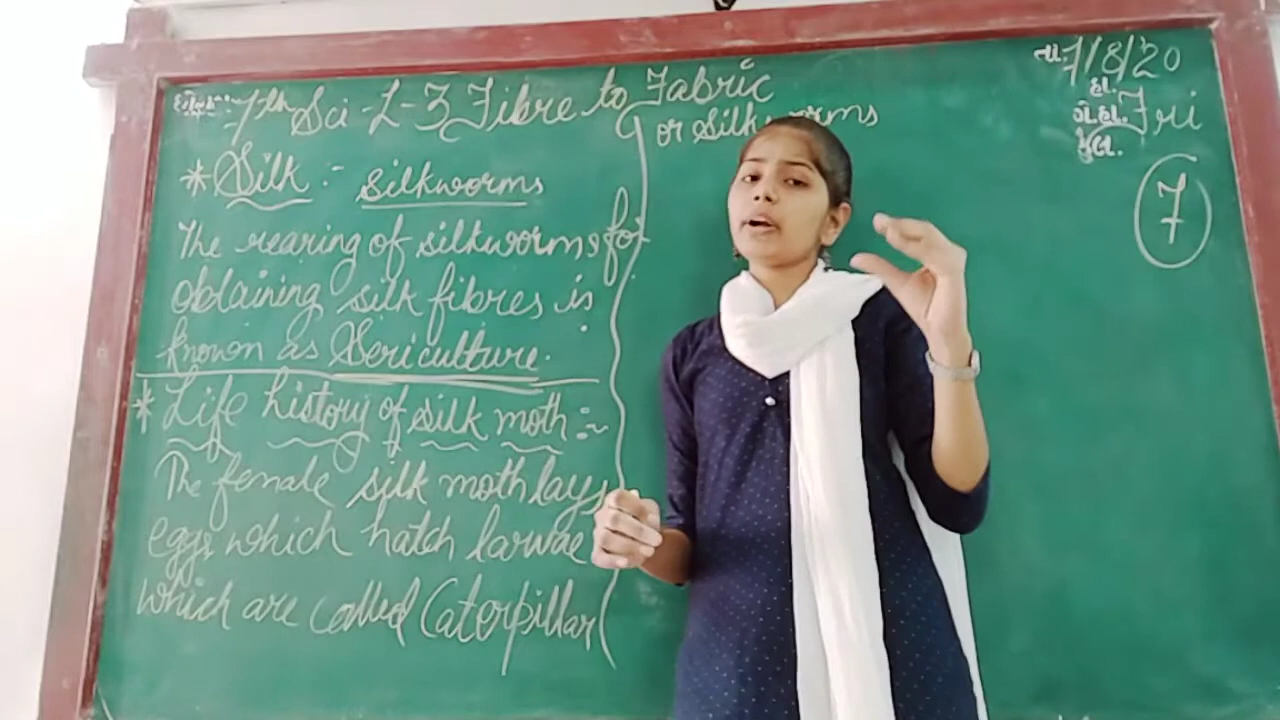 7th Sci - L-3 Fibre to Fabric
or silkworms
* Silk :- silkworms
The rearing of silkworms for
obtaining silk fibres is
known as Sericulture.
* Life history of silk moth :-
The female silk moth lays
eggs which hatch larvae
which are called Caterpillar
તા. 7/8/20
હા.
ગે.હા. Fri
કુલ.
7